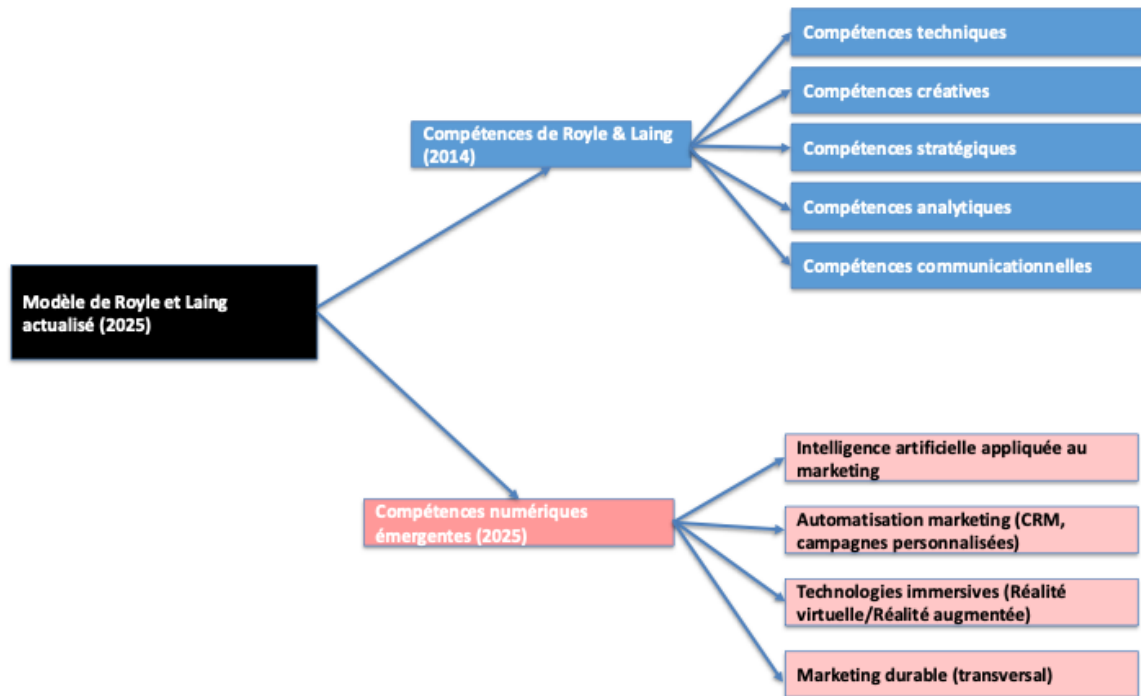 Compétences techniques
Compétences créatives
Compétences de Royle & Laing
(2014)
Compétences stratégiques
Compétences analytiques
Compétences communicationnelles
Modèle de Royle et Laing
actualisé (2025)
Intelligence artificielle appliquée au
marketing
Compétences numériques
émergentes (2025)
Automatisation marketing (CRM,
campagnes personnalisées)
Technologies immersives (Réalité
virtuelle/Réalité augmentée)
Marketing durable (transversal)